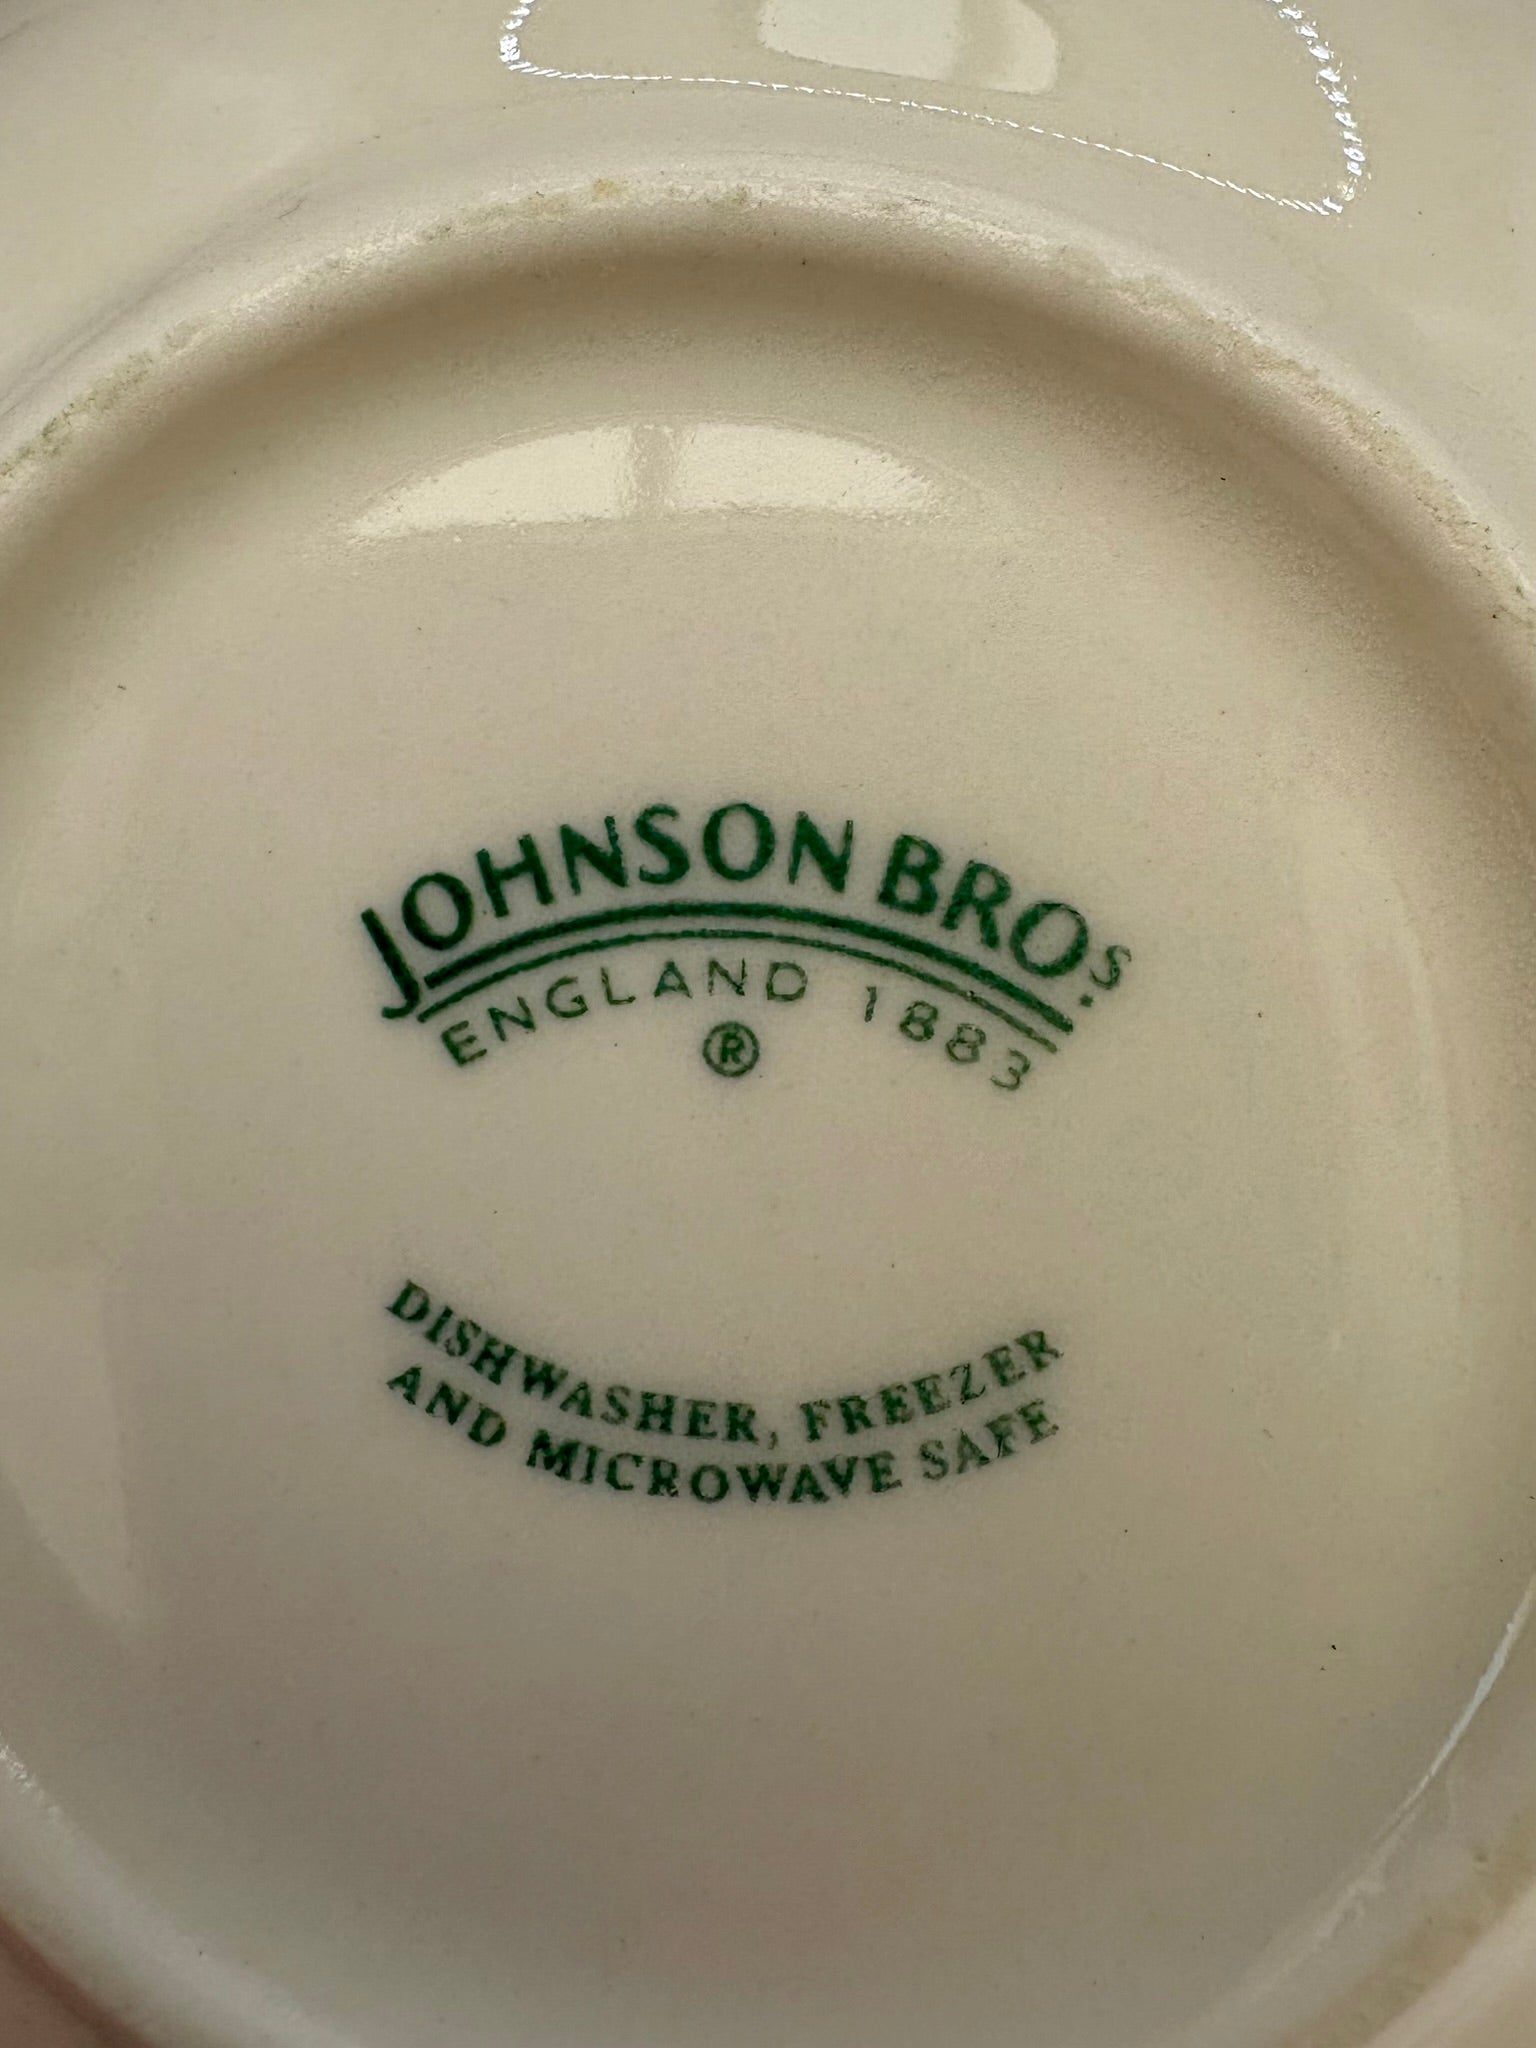 JOHNSON BROS.
ENGLAND 1883
®
DISHWASHER, FREEZER
AND MICROWAVE SAFE